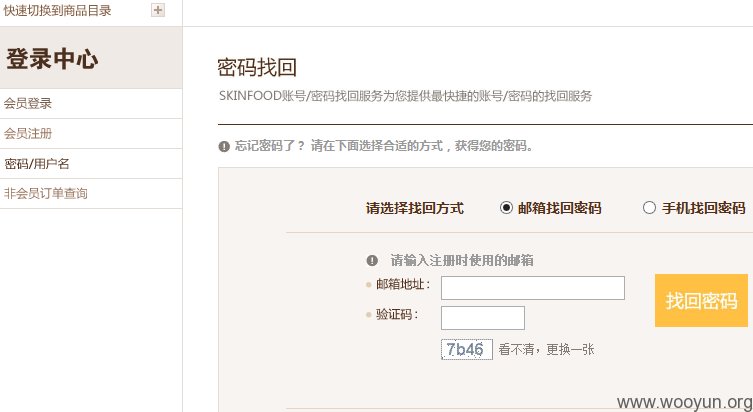 快速切换到商品目录
登录中心
会员登录
会员注册
密码/用户名
非会员订单查询
密码找回
SKINFOOD账号/密码找回服务为您提供最快捷的账号/密码的找回服务
忘记密码了？ 请在下面选择合适的方式，获得您的密码。
请选择找回方式 邮箱找回密码 手机找回密码
请输入注册时使用的邮箱
邮箱地址：
验证码：
找回密码
7b46 看不清，更换一张
www.wooyun.org